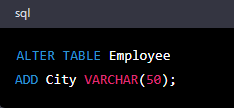 sql
ALTER TABLE Employee
ADD City VARCHAR(50);